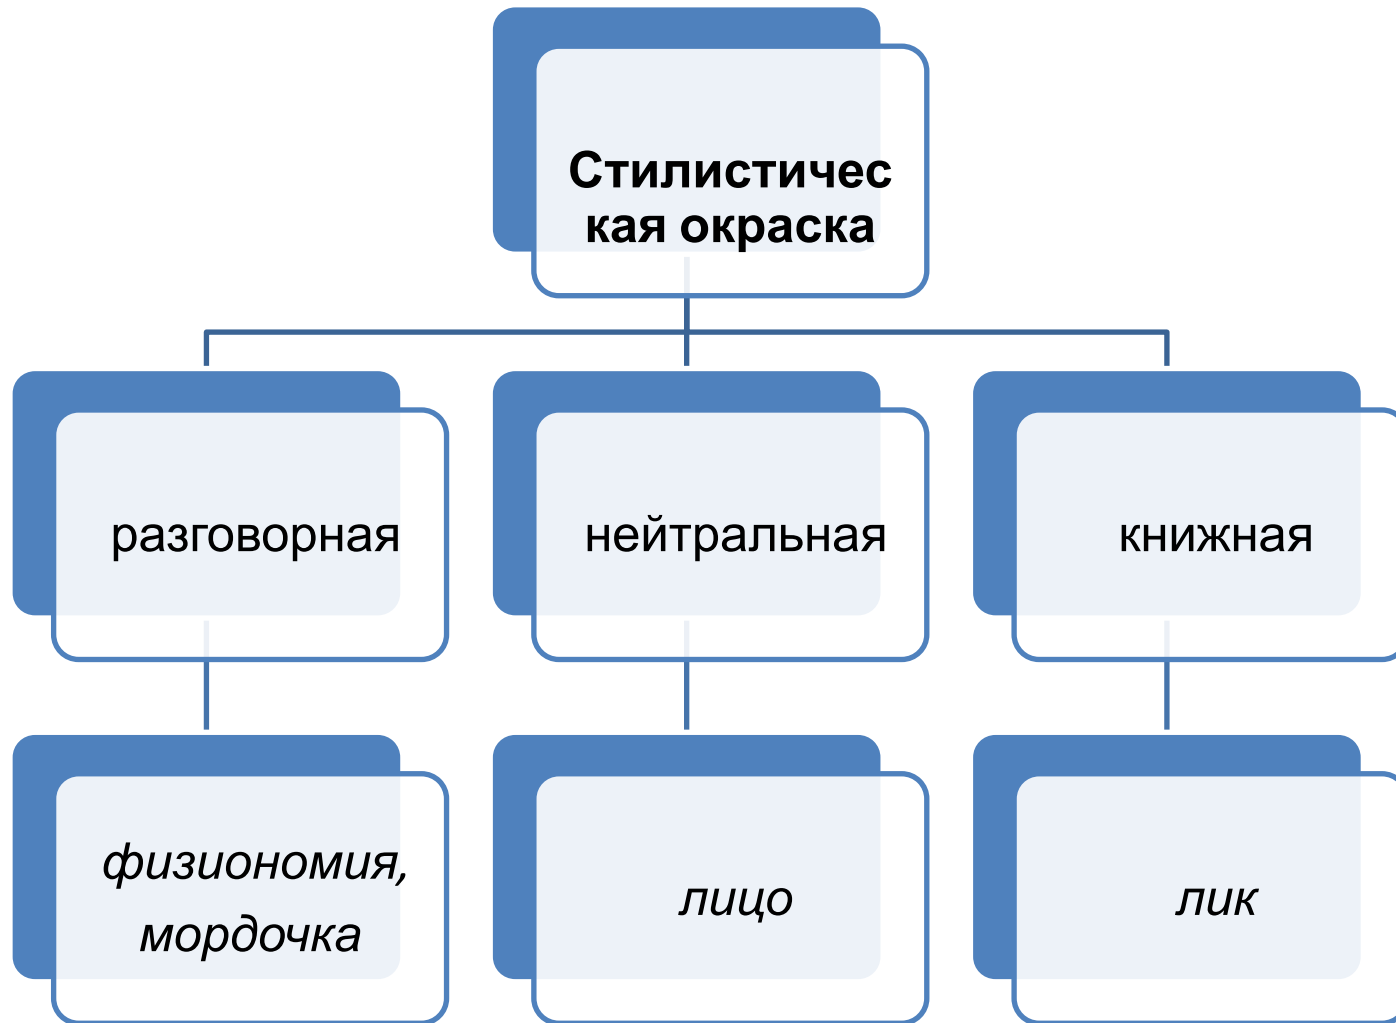 Стилистичес
кая окраска
разговорная
нейтральная
книжная
физиономия,
мордочка
лицо
лик